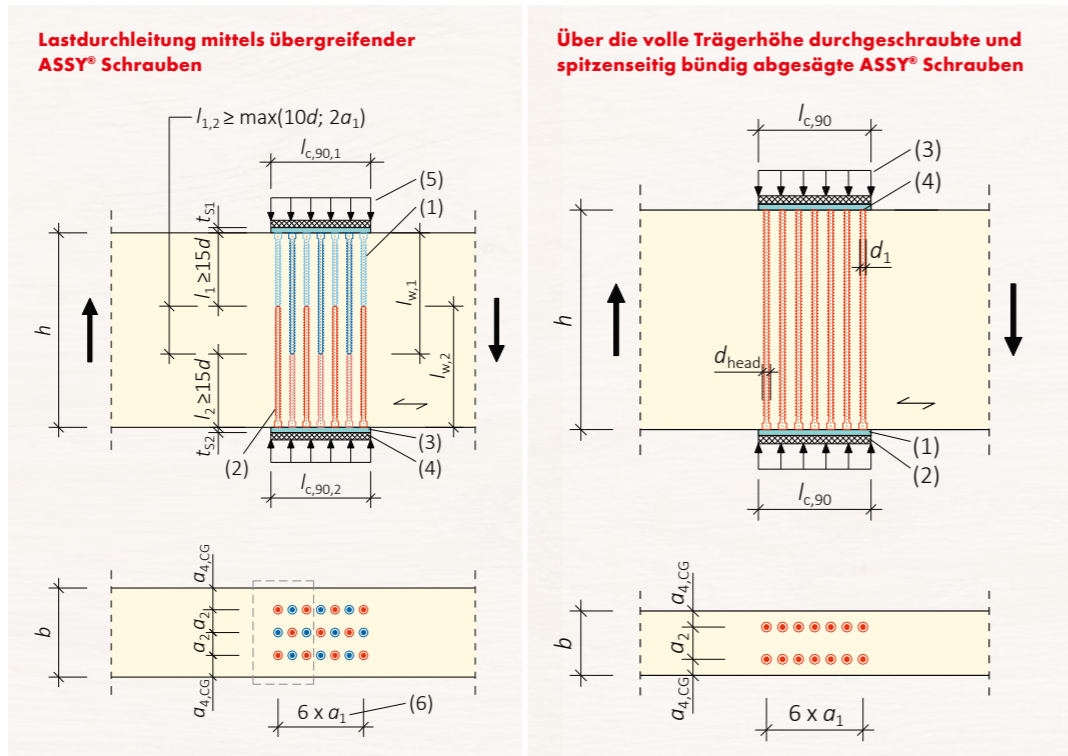 Lastdurchleitung mittels übergreifender
ASSY® Schrauben
l1,2 ≥ max(10d; 2a1)
lc,90,1
(5)
(1)
tS1
l1 ≥15d
lw,1
h
lw,2
l2 ≥15d
tS2
(2)
(3)
(4)
lc,90,2
a4,CG
b
a2
a2
a4,CG
6 x a1
(6)
Über die volle Trägerhöhe durchgeschraubte und
spitzenseitig bündig abgesägte ASSY® Schrauben
lc,90
(3)
(4)
d1
h
dhead
(1)
(2)
lc,90
a4,CG
b
a2
a4,CG
6 x a1